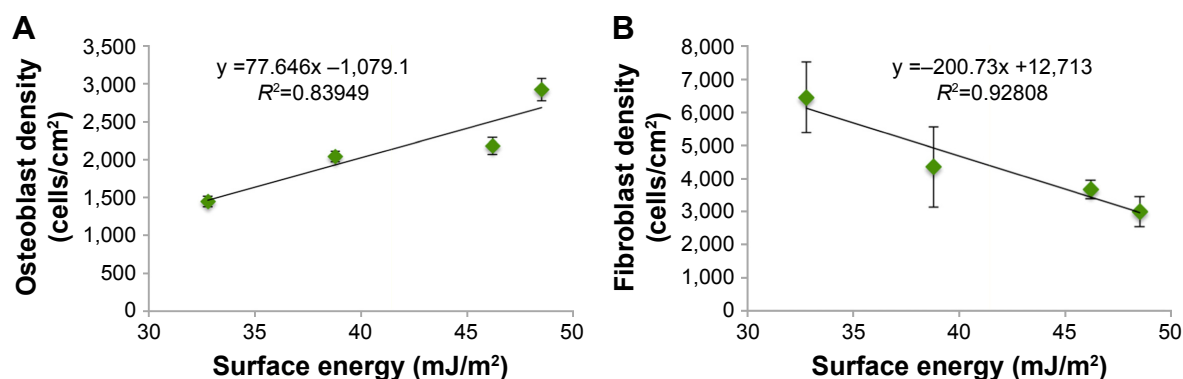 A
Osteoblast density
(cells/cm²)
3,500
3,000
2,500
2,000
1,500
1,000
500
0
y =77.646x –1,079.1
R²=0.83949
30 35 40 45 50
Surface energy (mJ/m²)
B
Fibroblast density
(cells/cm²)
8,000
7,000
6,000
5,000
4,000
3,000
2,000
1,000
0
y =–200.73x +12,713
R²=0.92808
30 35 40 45 50
Surface energy (mJ/m²)